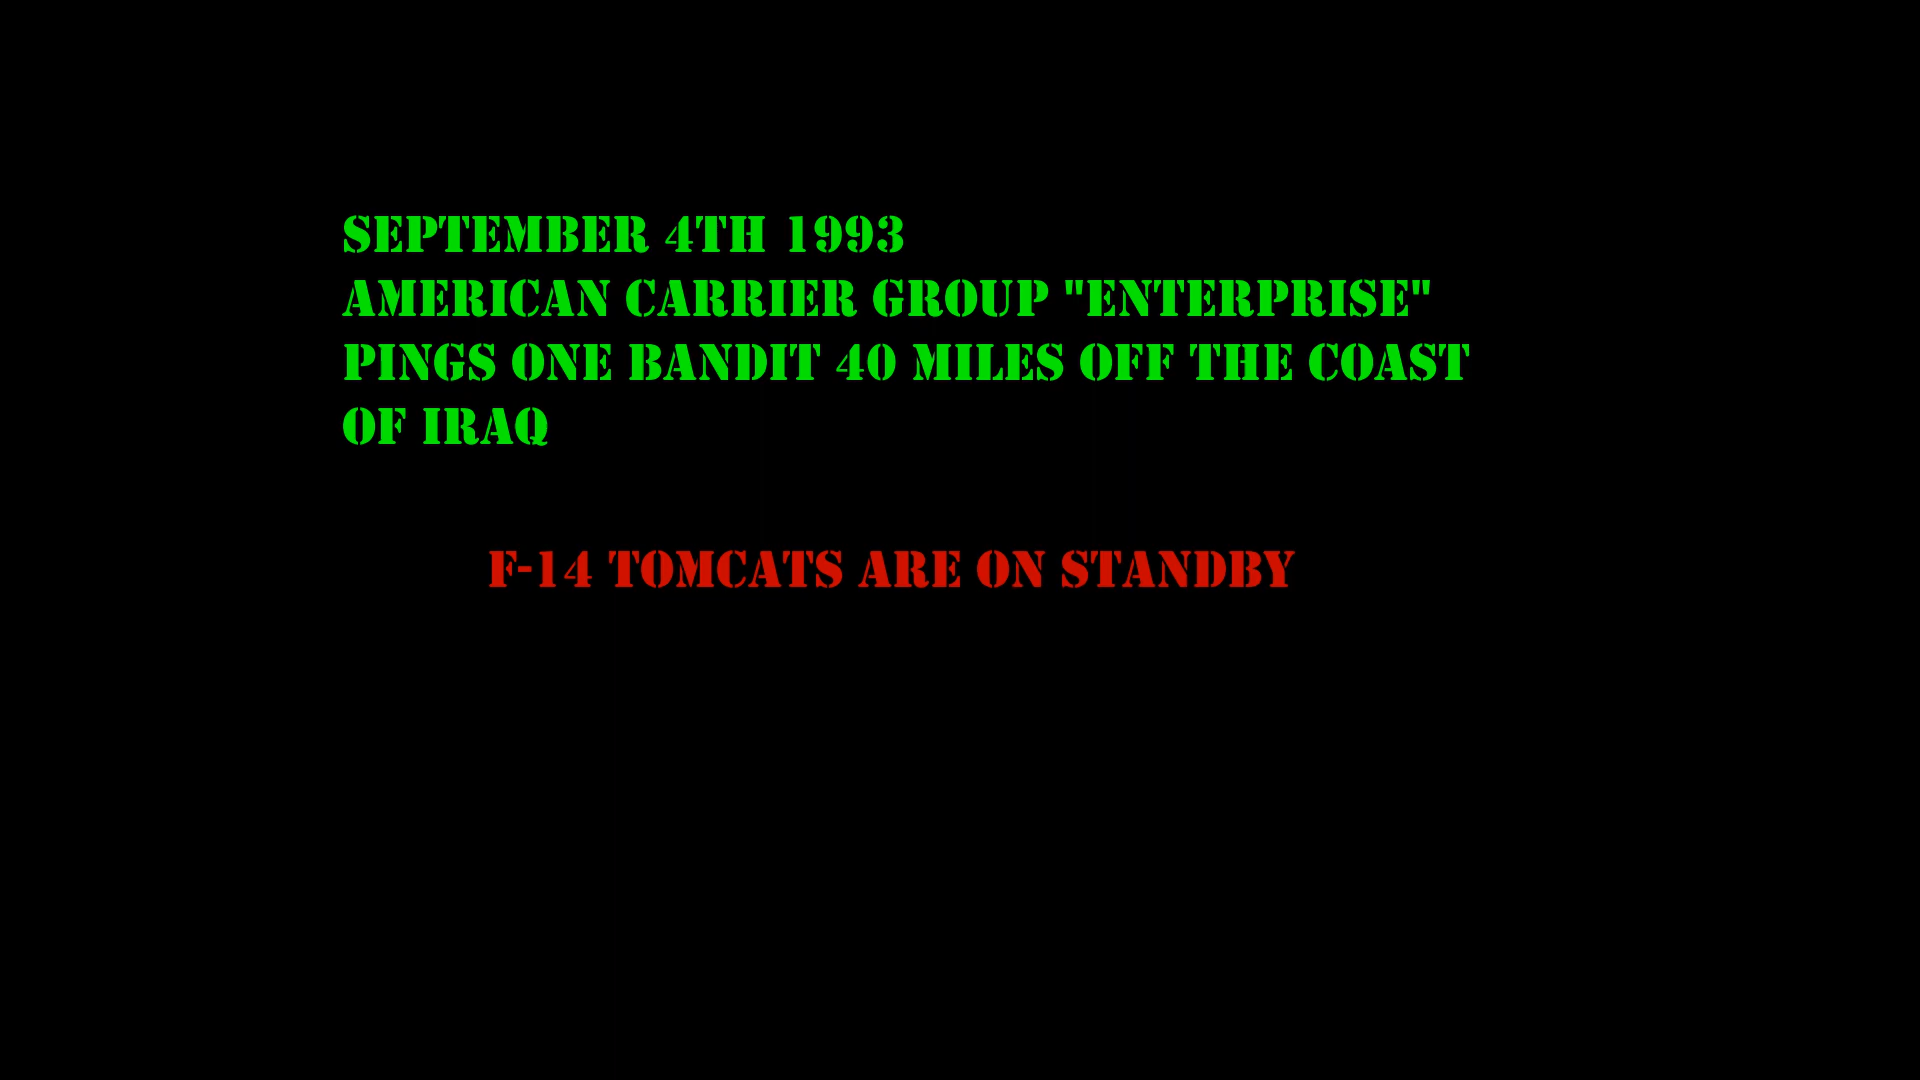 SEPTEMBER 4TH 1993
AMERICAN CARRIER GROUP "ENTERPRISE"
PINGS ONE BANDIT 40 MILES OFF THE COAST
OF IRAQ
F-14 TOMCATS ARE ON STANDBY